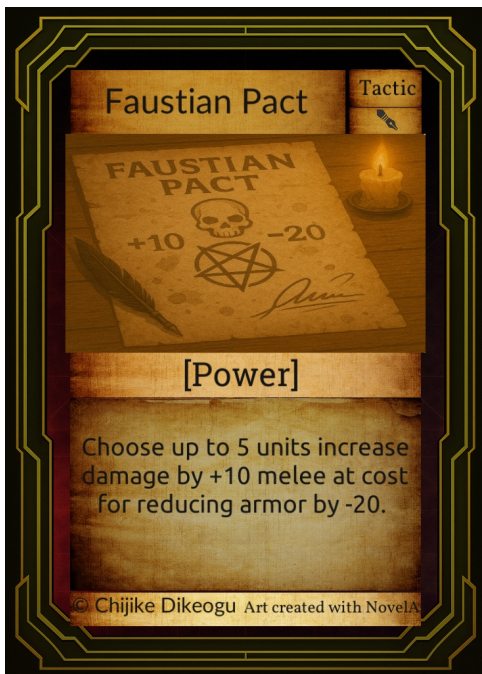 Faustian Pact
Tactic
FAUSTIAN
PACT
+10 -20
[Power]
Choose up to 5 units increase
damage by +10 melee at cost
for reducing armor by -20.
© Chijike Dikeogu Art created with NovelA